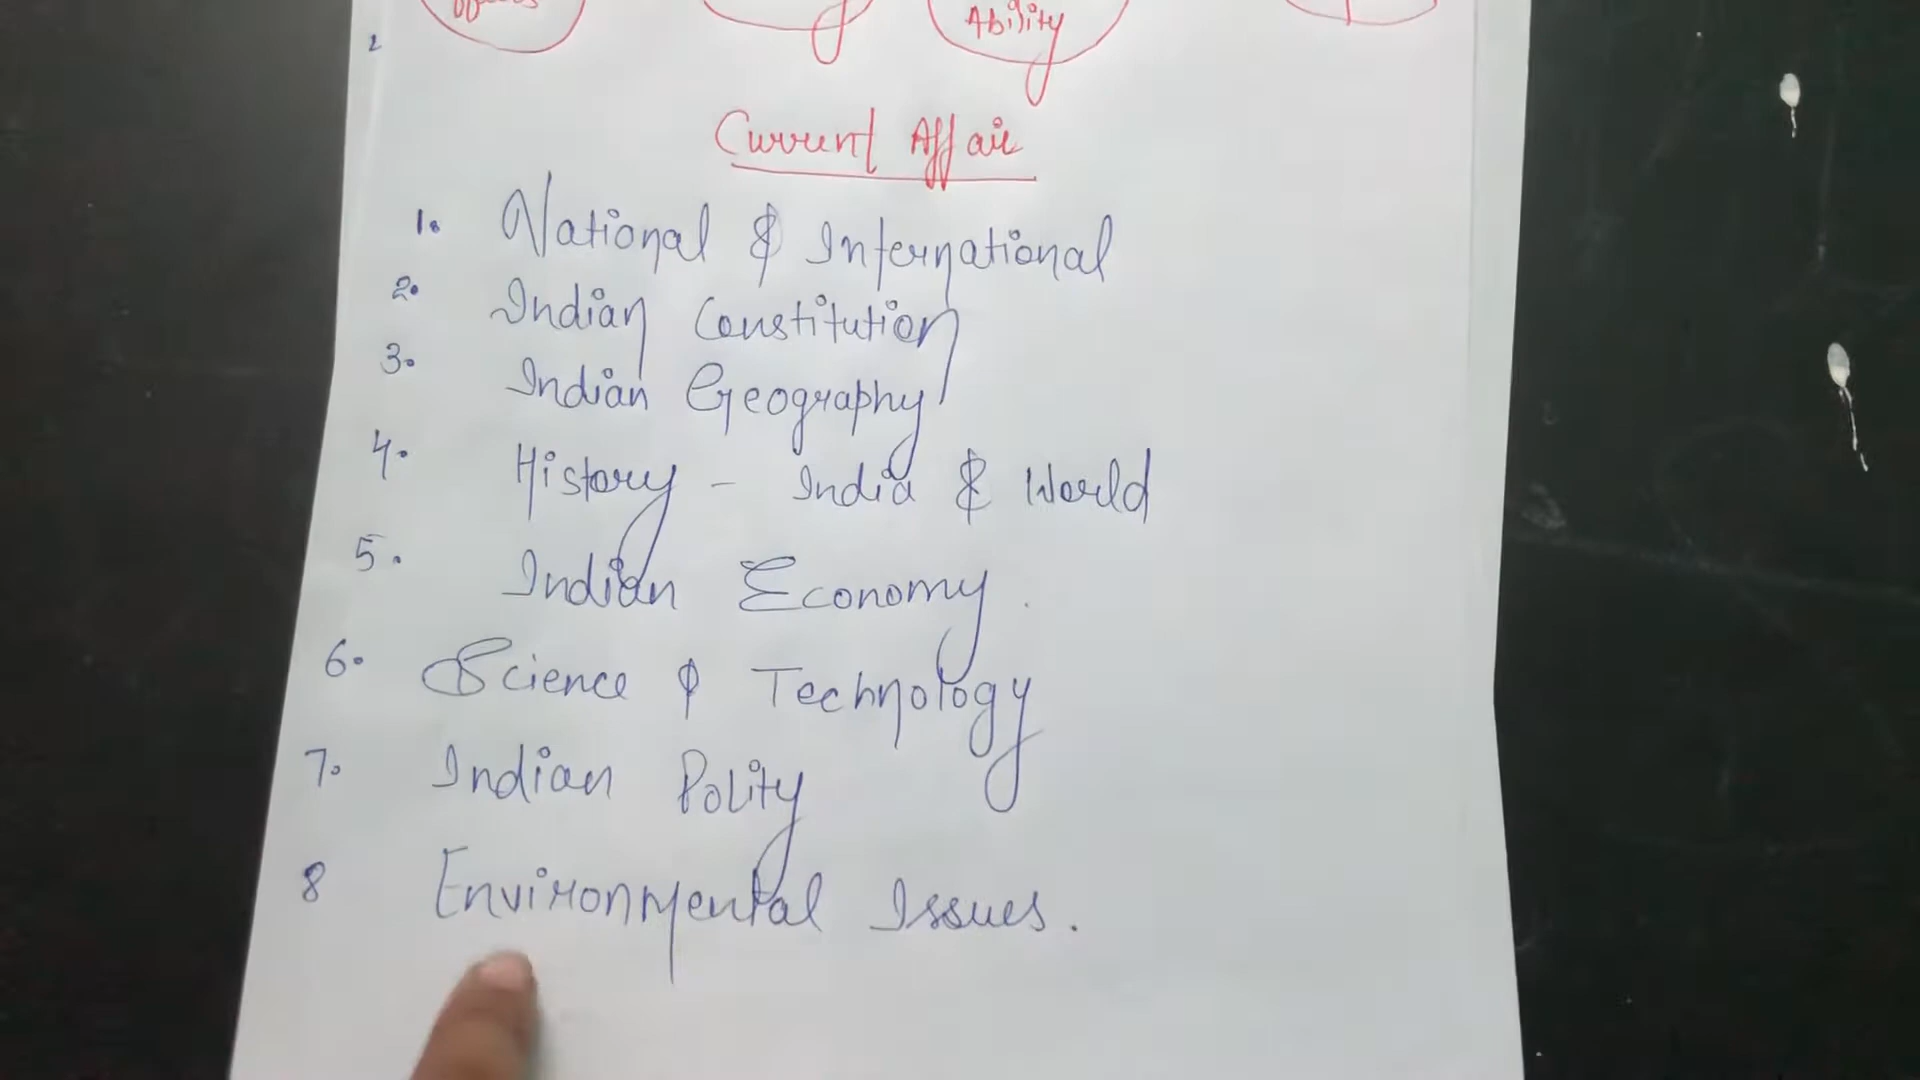 Ability
Current Affair
1. National & International
2. Indian Constitution
3. Indian Geography
4. History - India & World
5. Indian Economy.
6. Science & Technology
7. Indian Polity
8 Environmental Issues.